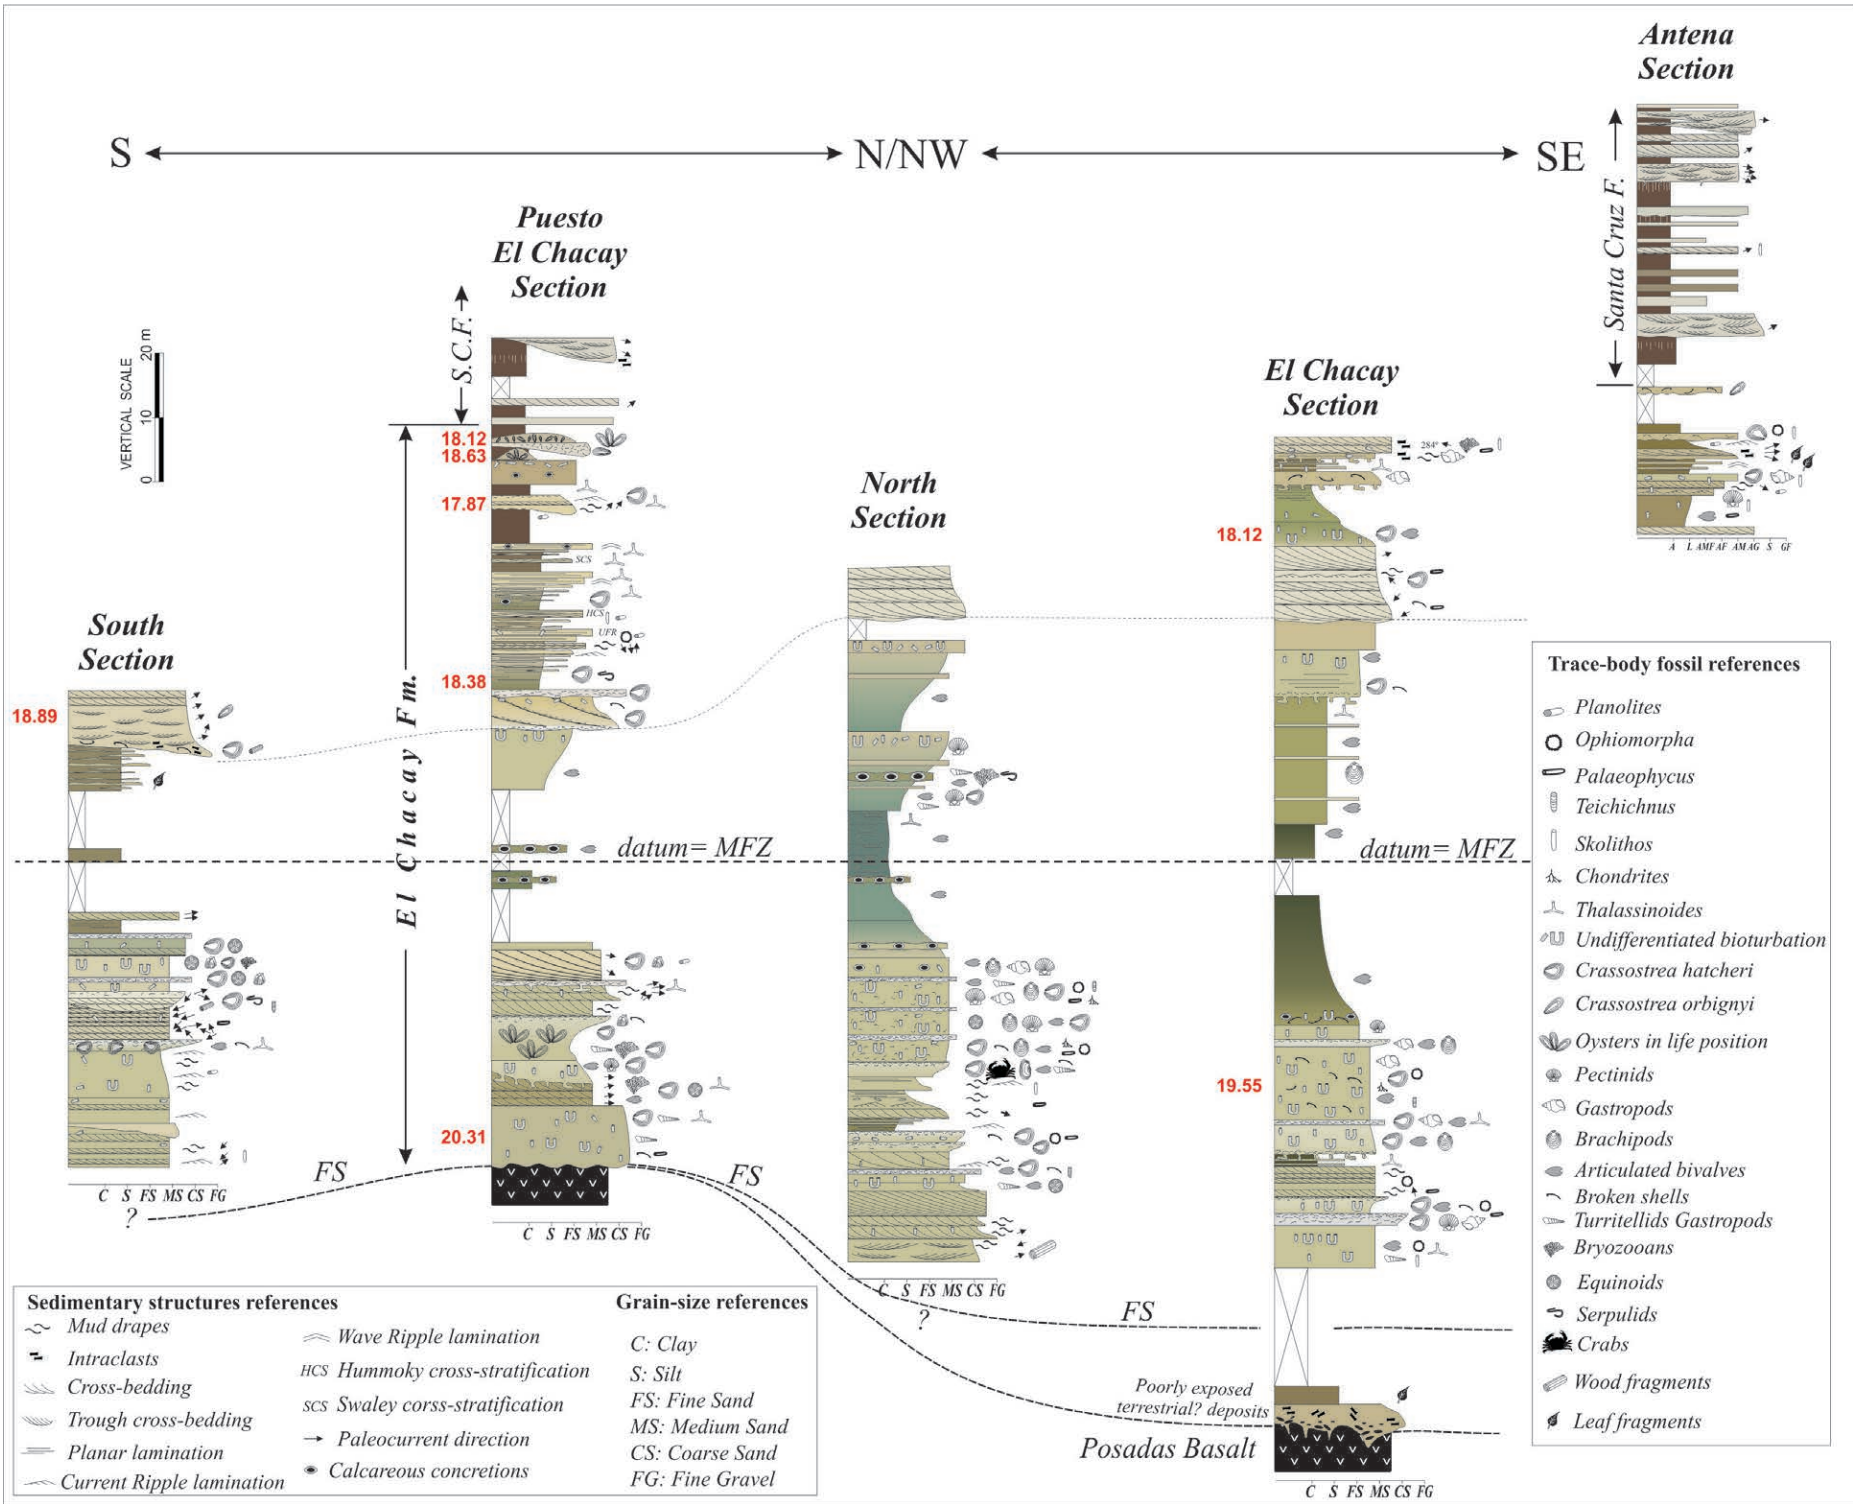 Antena
Section
S
N/NW
SE
Santa Cruz F.
Puesto
El Chacay
Section
S.C.F.
VERTICAL SCALE
20 m
10
0
18.12
18.63
17.87
SCS
HCS
UFR
18.38
El Chacay Fm.
20.31
C S FS MS CS FG
South
Section
18.89
C S FS MS CS FG
North
Section
C S FS MS CS FG
El Chacay
Section
284°
18.12
19.55
C S FS MS CS FG
A L AMF AF AM AG S GF
datum= MFZ
datum= MFZ
FS
?
FS
?
FS
Poorly exposed
terrestrial? deposits
Posadas Basalt
Sedimentary structures references
Mud drapes
Intraclasts
Cross-bedding
Trough cross-bedding
Planar lamination
Current Ripple lamination
Wave Ripple lamination
HCS Hummoky cross-stratification
SCS Swaley corss-stratification
Paleocurrent direction
Calcareous concretions
Grain-size references
C: Clay
S: Silt
FS: Fine Sand
MS: Medium Sand
CS: Coarse Sand
FG: Fine Gravel
Trace-body fossil references
Planolites
Ophiomorpha
Palaeophycus
Teichichnus
Skolithos
Chondrites
Thalassinoides
Undifferentiated bioturbation
Crassostrea hatcheri
Crassostrea orbignyi
Oysters in life position
Pectinids
Gastropods
Brachipods
Articulated bivalves
Broken shells
Turritellids Gastropods
Bryozooans
Equinoids
Serpulids
Crabs
Wood fragments
Leaf fragments